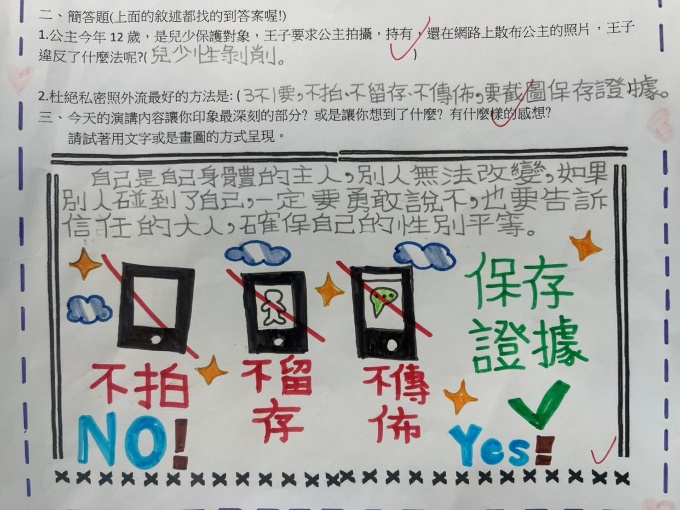 二、簡答題(上面的敘述都找的到答案喔!)
1.公主今年 12 歲，是兒少保護對象，王子要求公主拍攝，持有，還在網路上散布公主的照片，王子
違反了什麼法呢?(兒少性剝削。)
2.杜絕私密照外流最好的方法是:(3不1要,不拍、不留存、不傳佈,要截圖保存證據。
三、今天的演講內容讓你印象最深刻的部分? 或是讓你想到了什麼? 有什麼樣的感想?
請試著用文字或是畫圖的方式呈現。
自己是自己身體的主人,別人無法改變,如果
別人碰到了自己,一定要勇敢說不,也要告訴
信任的大人,確保自己的性別平等。
保存
證據
不拍 不留存 不傳佈
NO! Yes!